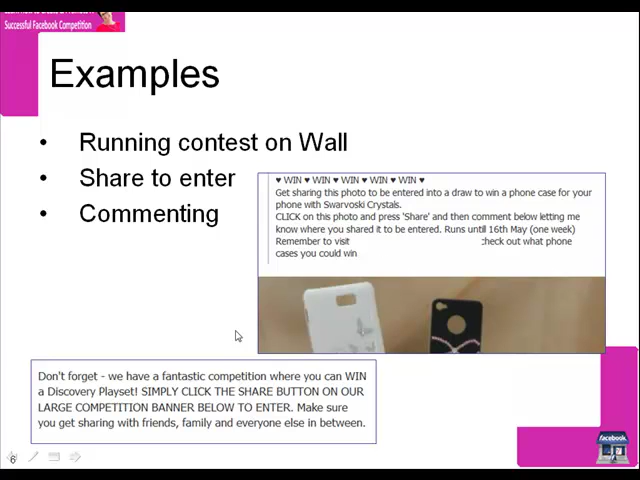 Successful Facebook Competition
Examples
• Running contest on Wall
• Share to enter
• Commenting
♥ WIN ♥ WIN ♥ WIN ♥ WIN ♥ WIN ♥
Get sharing this photo to be entered into a draw to win a phone case for your
phone with Swarvoski Crystals.
CLICK on this photo and press 'Share' and then comment below letting me
know where you shared it to be entered. Runs until 16th May (one week)
Remember to visit check out what phone
cases you could win
Don't forget - we have a fantastic competition where you can WIN
a Discovery Playset! SIMPLY CLICK THE SHARE BUTTON ON OUR
LARGE COMPETITION BANNER BELOW TO ENTER. Make sure
you get sharing with friends, family and everyone else in between.
facebook
6